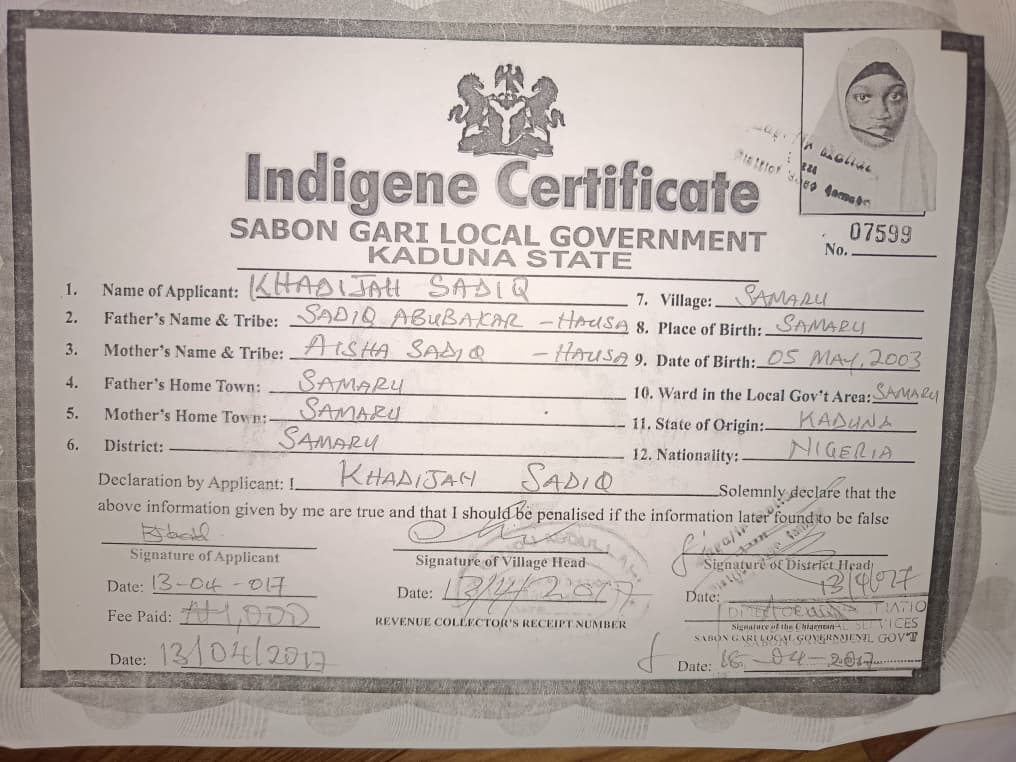 Indigene Certificate
SABON GARI LOCAL GOVERNMENT
KADUNA STATE
No. 07599
1. Name of Applicant: KHADIJAH SADIQ
2. Father's Name & Tribe: SADIQ ABUBAKAR - HAUSA
3. Mother's Name & Tribe: AISHA SADIQ - HAUSA
4. Father's Home Town: SAMARU
5. Mother's Home Town: SAMARU
6. District: SAMARU
7. Village: SAMARU
8. Place of Birth: SAMARU
9. Date of Birth: 05 MAY, 2003
10. Ward in the Local Gov't Area: SAMARU
11. State of Origin: KADUNA
12. Nationality: NIGERIA
Declaration by Applicant: I KHADIJAH SADIQ Solemnly declare that the
above information given by me are true and that I should be penalised if the information later found to be false
Signature of Applicant
Date: 13-04-017
Fee Paid: ₦1,000
Date: 13/04/2017
Signature of Village Head
Date: 13/4/2017
REVENUE COLLECTOR'S RECEIPT NUMBER
Signature of District Head
Date: 13/4/017
Signature of the Chiarman
SABON GARI LOCAL GOVERNMENT
Date: 18-04-2017